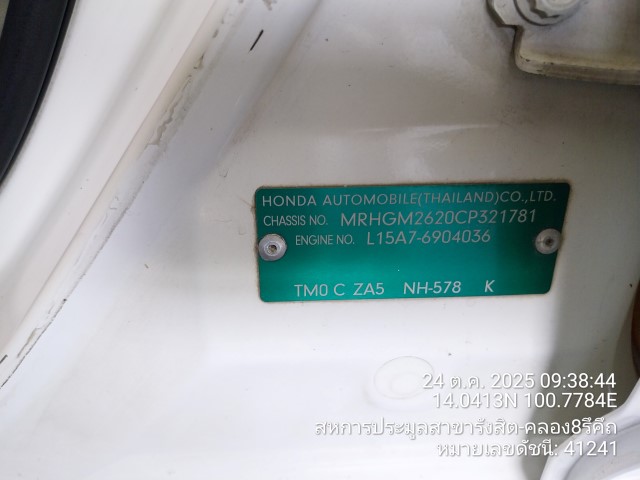 HONDA AUTOMOBILE(THAILAND)CO.,LTD.
CHASSIS NO. MRHGM2620CP321781
ENGINE NO. L15A7-6904036
TM0 C ZA5 NH-578 K
24 ต.ค. 2025 09:38:44
14.0413N 100.7784E
สหการประมูลสาขารังสิต-คลอง8รึคึถ
หมายเลขดัชนี: 41241